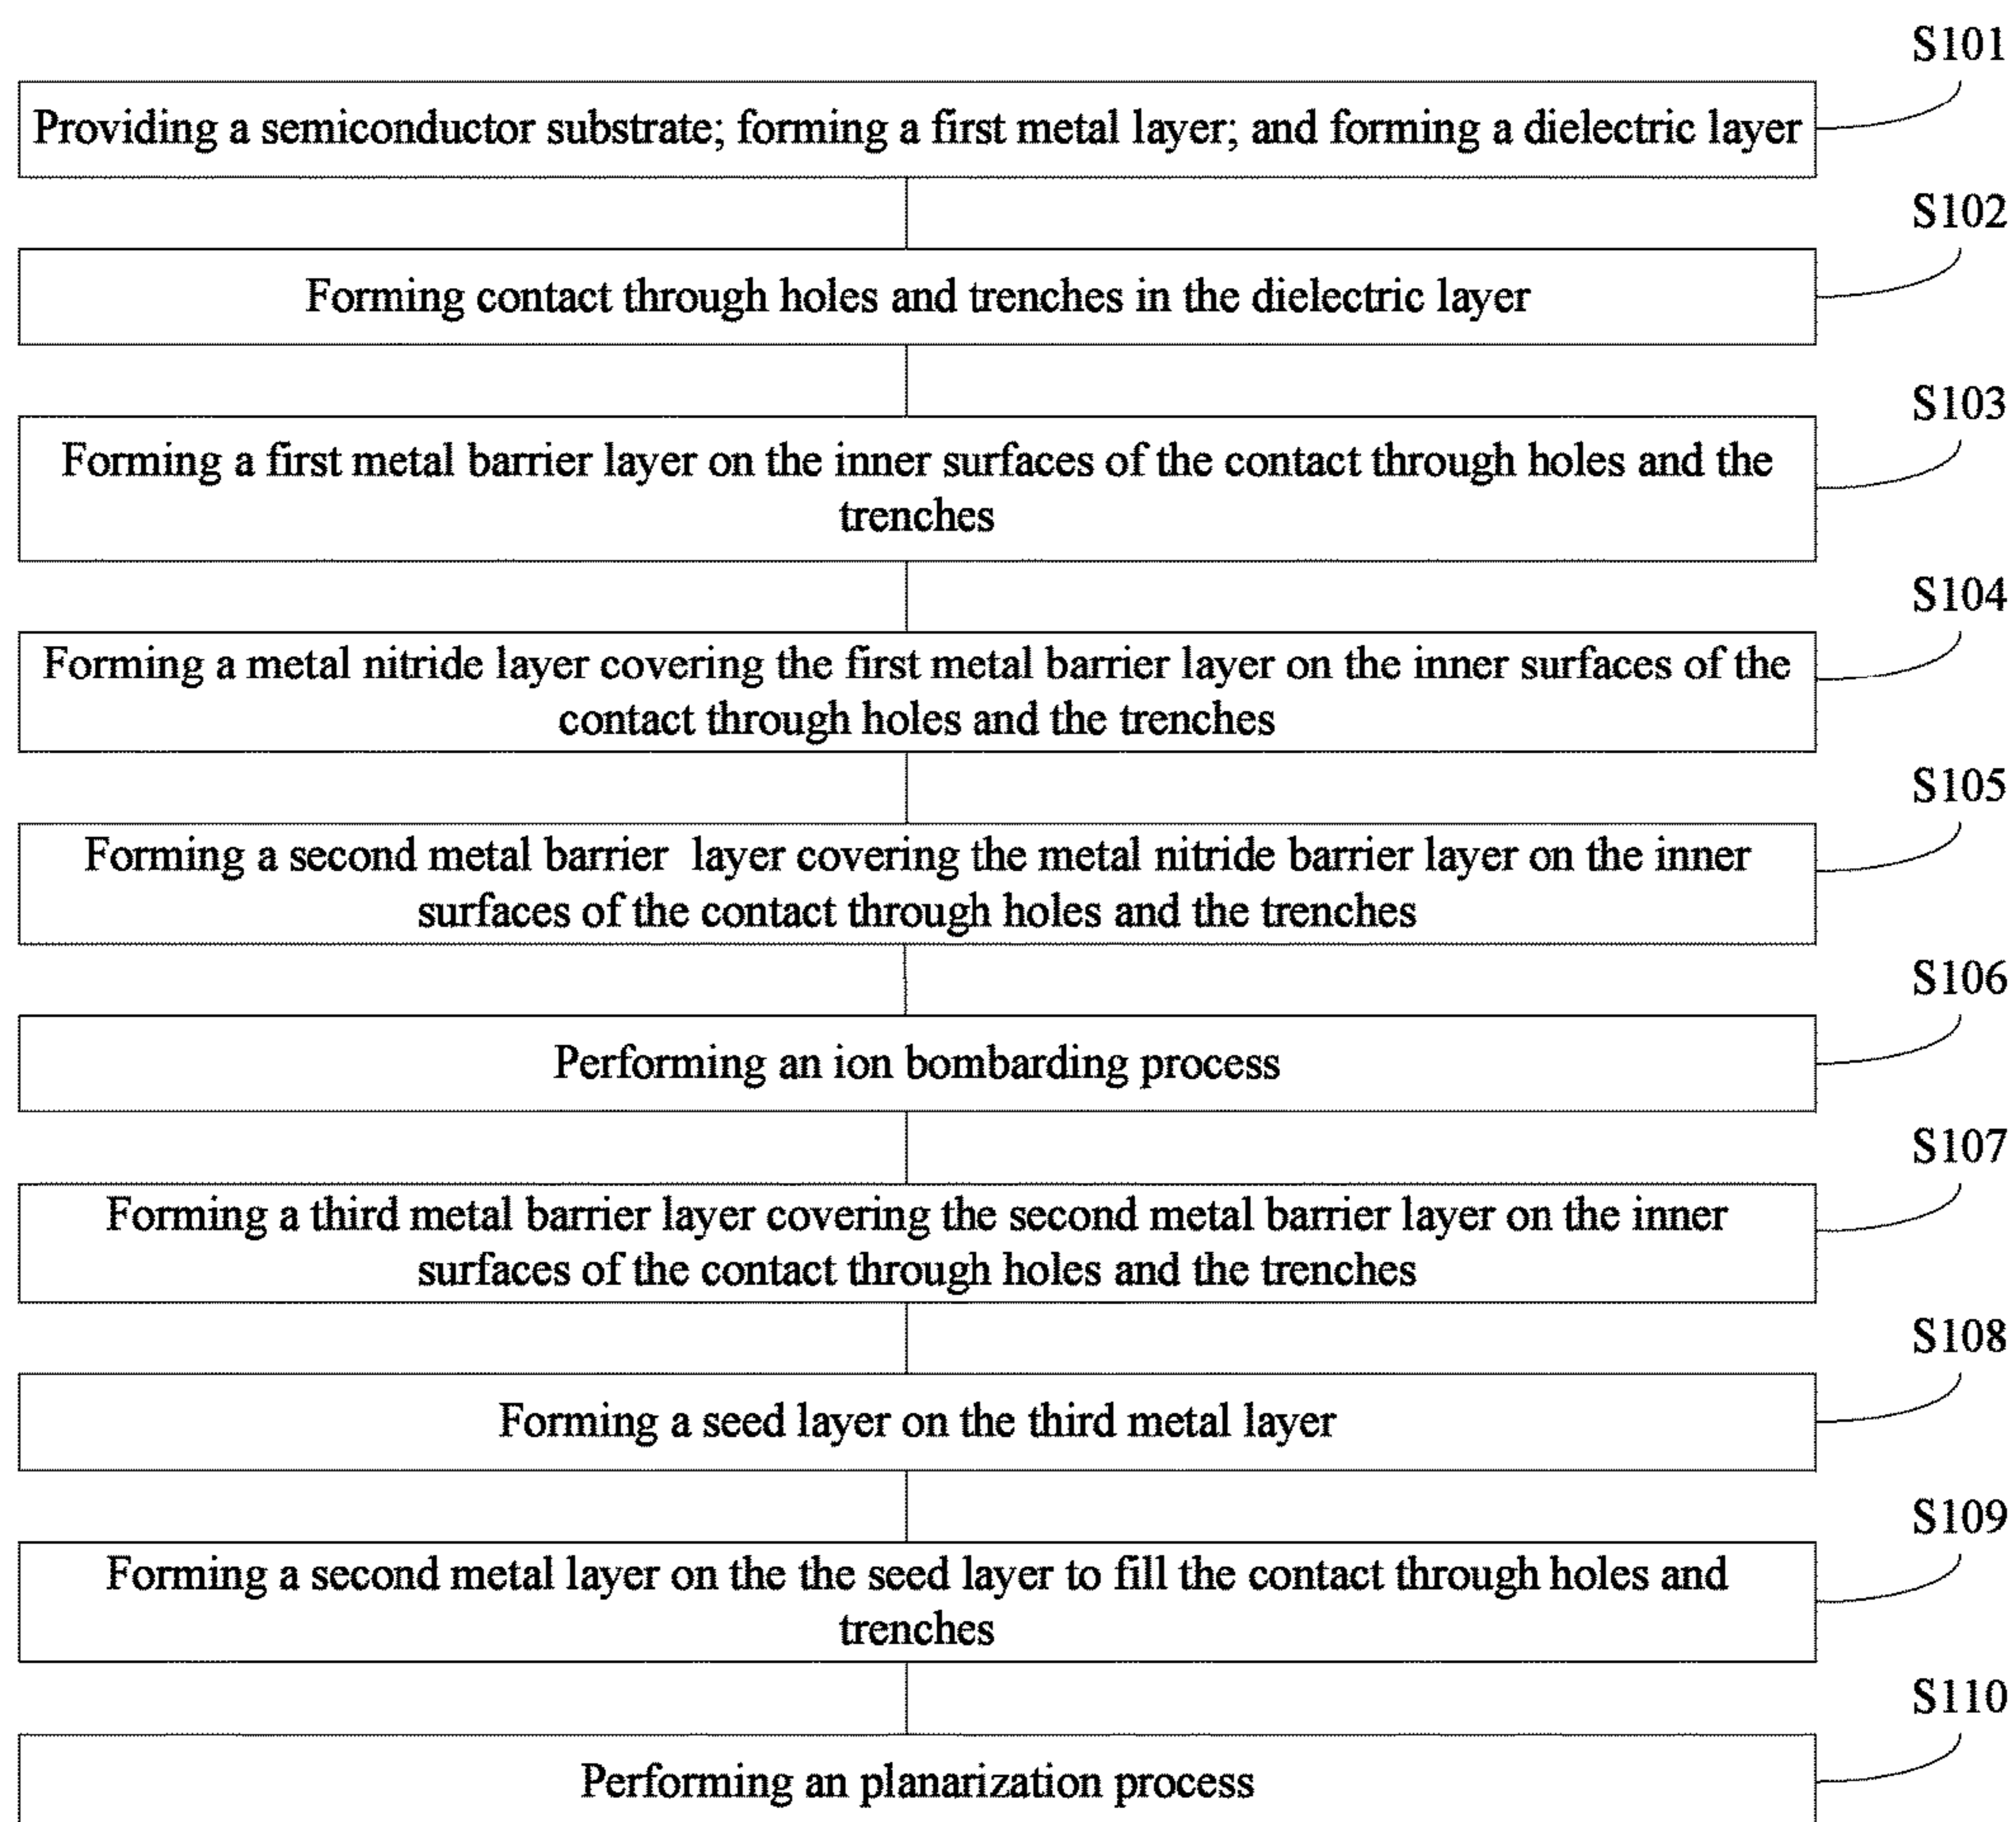 S101
Providing a semiconductor substrate; forming a first metal layer; and forming a dielectric layer
S102
Forming contact through holes and trenches in the dielectric layer
S103
Forming a first metal barrier layer on the inner surfaces of the contact through holes and the
trenches
S104
Forming a metal nitride layer covering the first metal barrier layer on the inner surfaces of the
contact through holes and the trenches
S105
Forming a second metal barrier layer covering the metal nitride barrier layer on the inner
surfaces of the contact through holes and the trenches
S106
Performing an ion bombarding process
S107
Forming a third metal barrier layer covering the second metal barrier layer on the inner
surfaces of the contact through holes and the trenches
S108
Forming a seed layer on the third metal layer
S109
Forming a second metal layer on the the seed layer to fill the contact through holes and
trenches
S110
Performing an planarization process